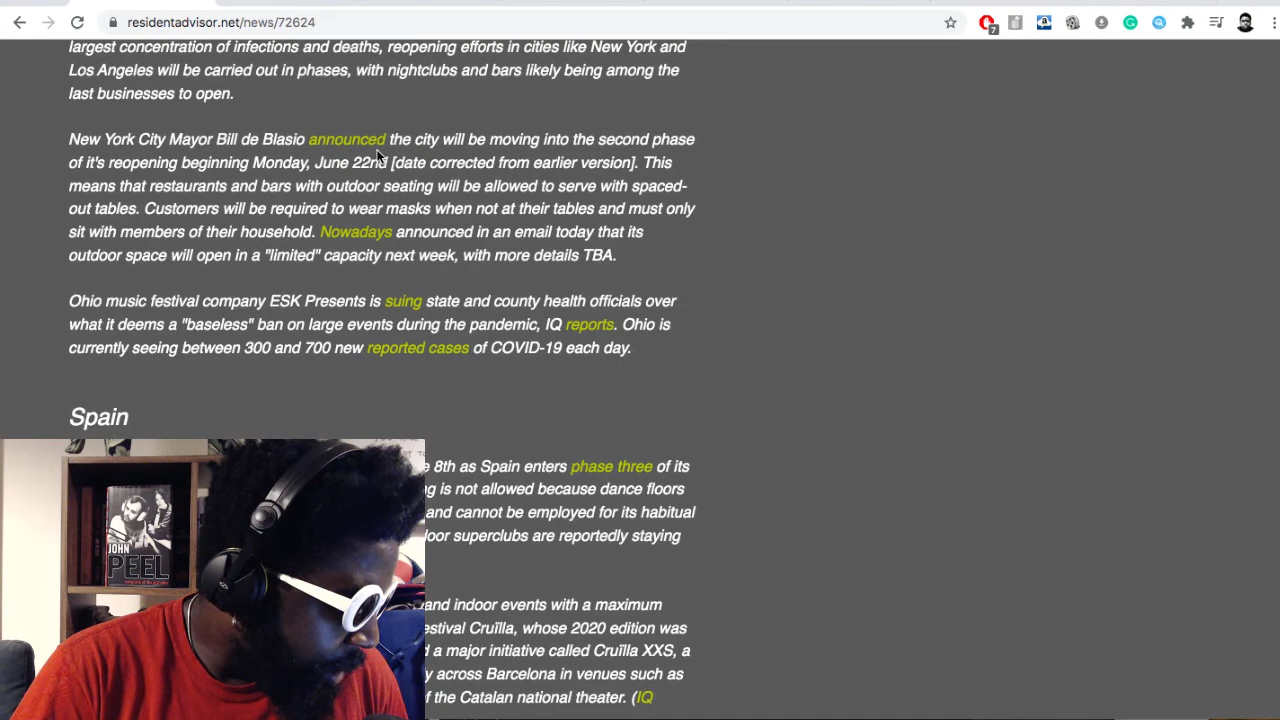 residentadvisor.net/news/72624
7
largest concentration of infections and deaths, reopening efforts in cities like New York and
Los Angeles will be carried out in phases, with nightclubs and bars likely being among the
last businesses to open.
New York City Mayor Bill de Blasio announced the city will be moving into the second phase
of it's reopening beginning Monday, June 22nd [date corrected from earlier version]. This
means that restaurants and bars with outdoor seating will be allowed to serve with spaced-
out tables. Customers will be required to wear masks when not at their tables and must only
sit with members of their household. Nowadays announced in an email today that its
outdoor space will open in a "limited" capacity next week, with more details TBA.
Ohio music festival company ESK Presents is suing state and county health officials over
what it deems a "baseless" ban on large events during the pandemic, IQ reports. Ohio is
currently seeing between 300 and 700 new reported cases of COVID-19 each day.
Spain
8th as Spain enters phase three of its
is not allowed because dance floors
and cannot be employed for its habitual
superclubs are reportedly staying
and indoor events with a maximum
Cruïlla, whose 2020 edition was
a major initiative called Cruïlla XXS, a
across Barcelona in venues such as
of the Catalan national theater. (IQ
JOHN
PEEL